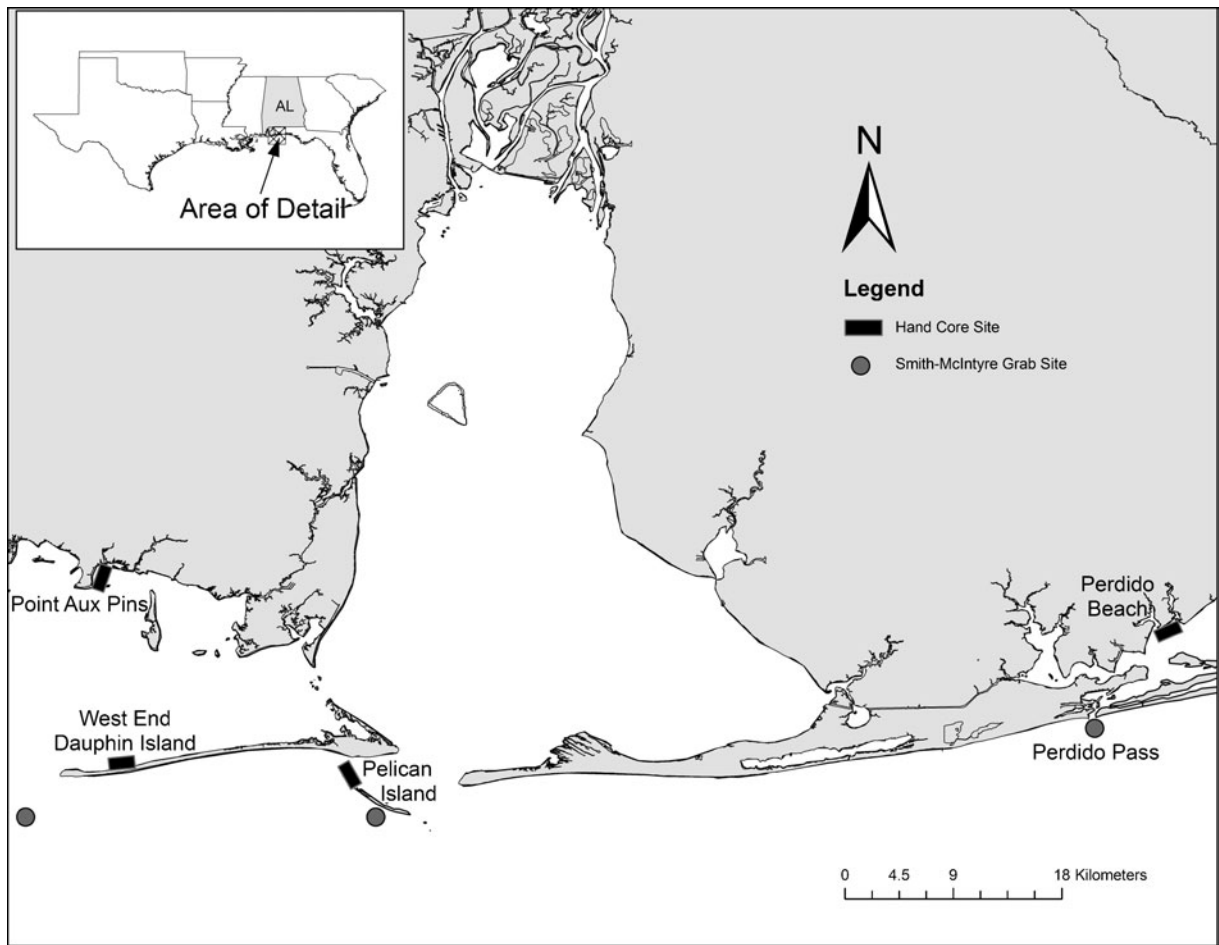 AL
Area of Detail
N
Legend
Hand Core Site
Smith-McIntyre Grab Site
Point Aux Pins
Perdido
Beach
West End
Dauphin Island
Pelican
Island
Perdido Pass
0 4.5 9 18 Kilometers